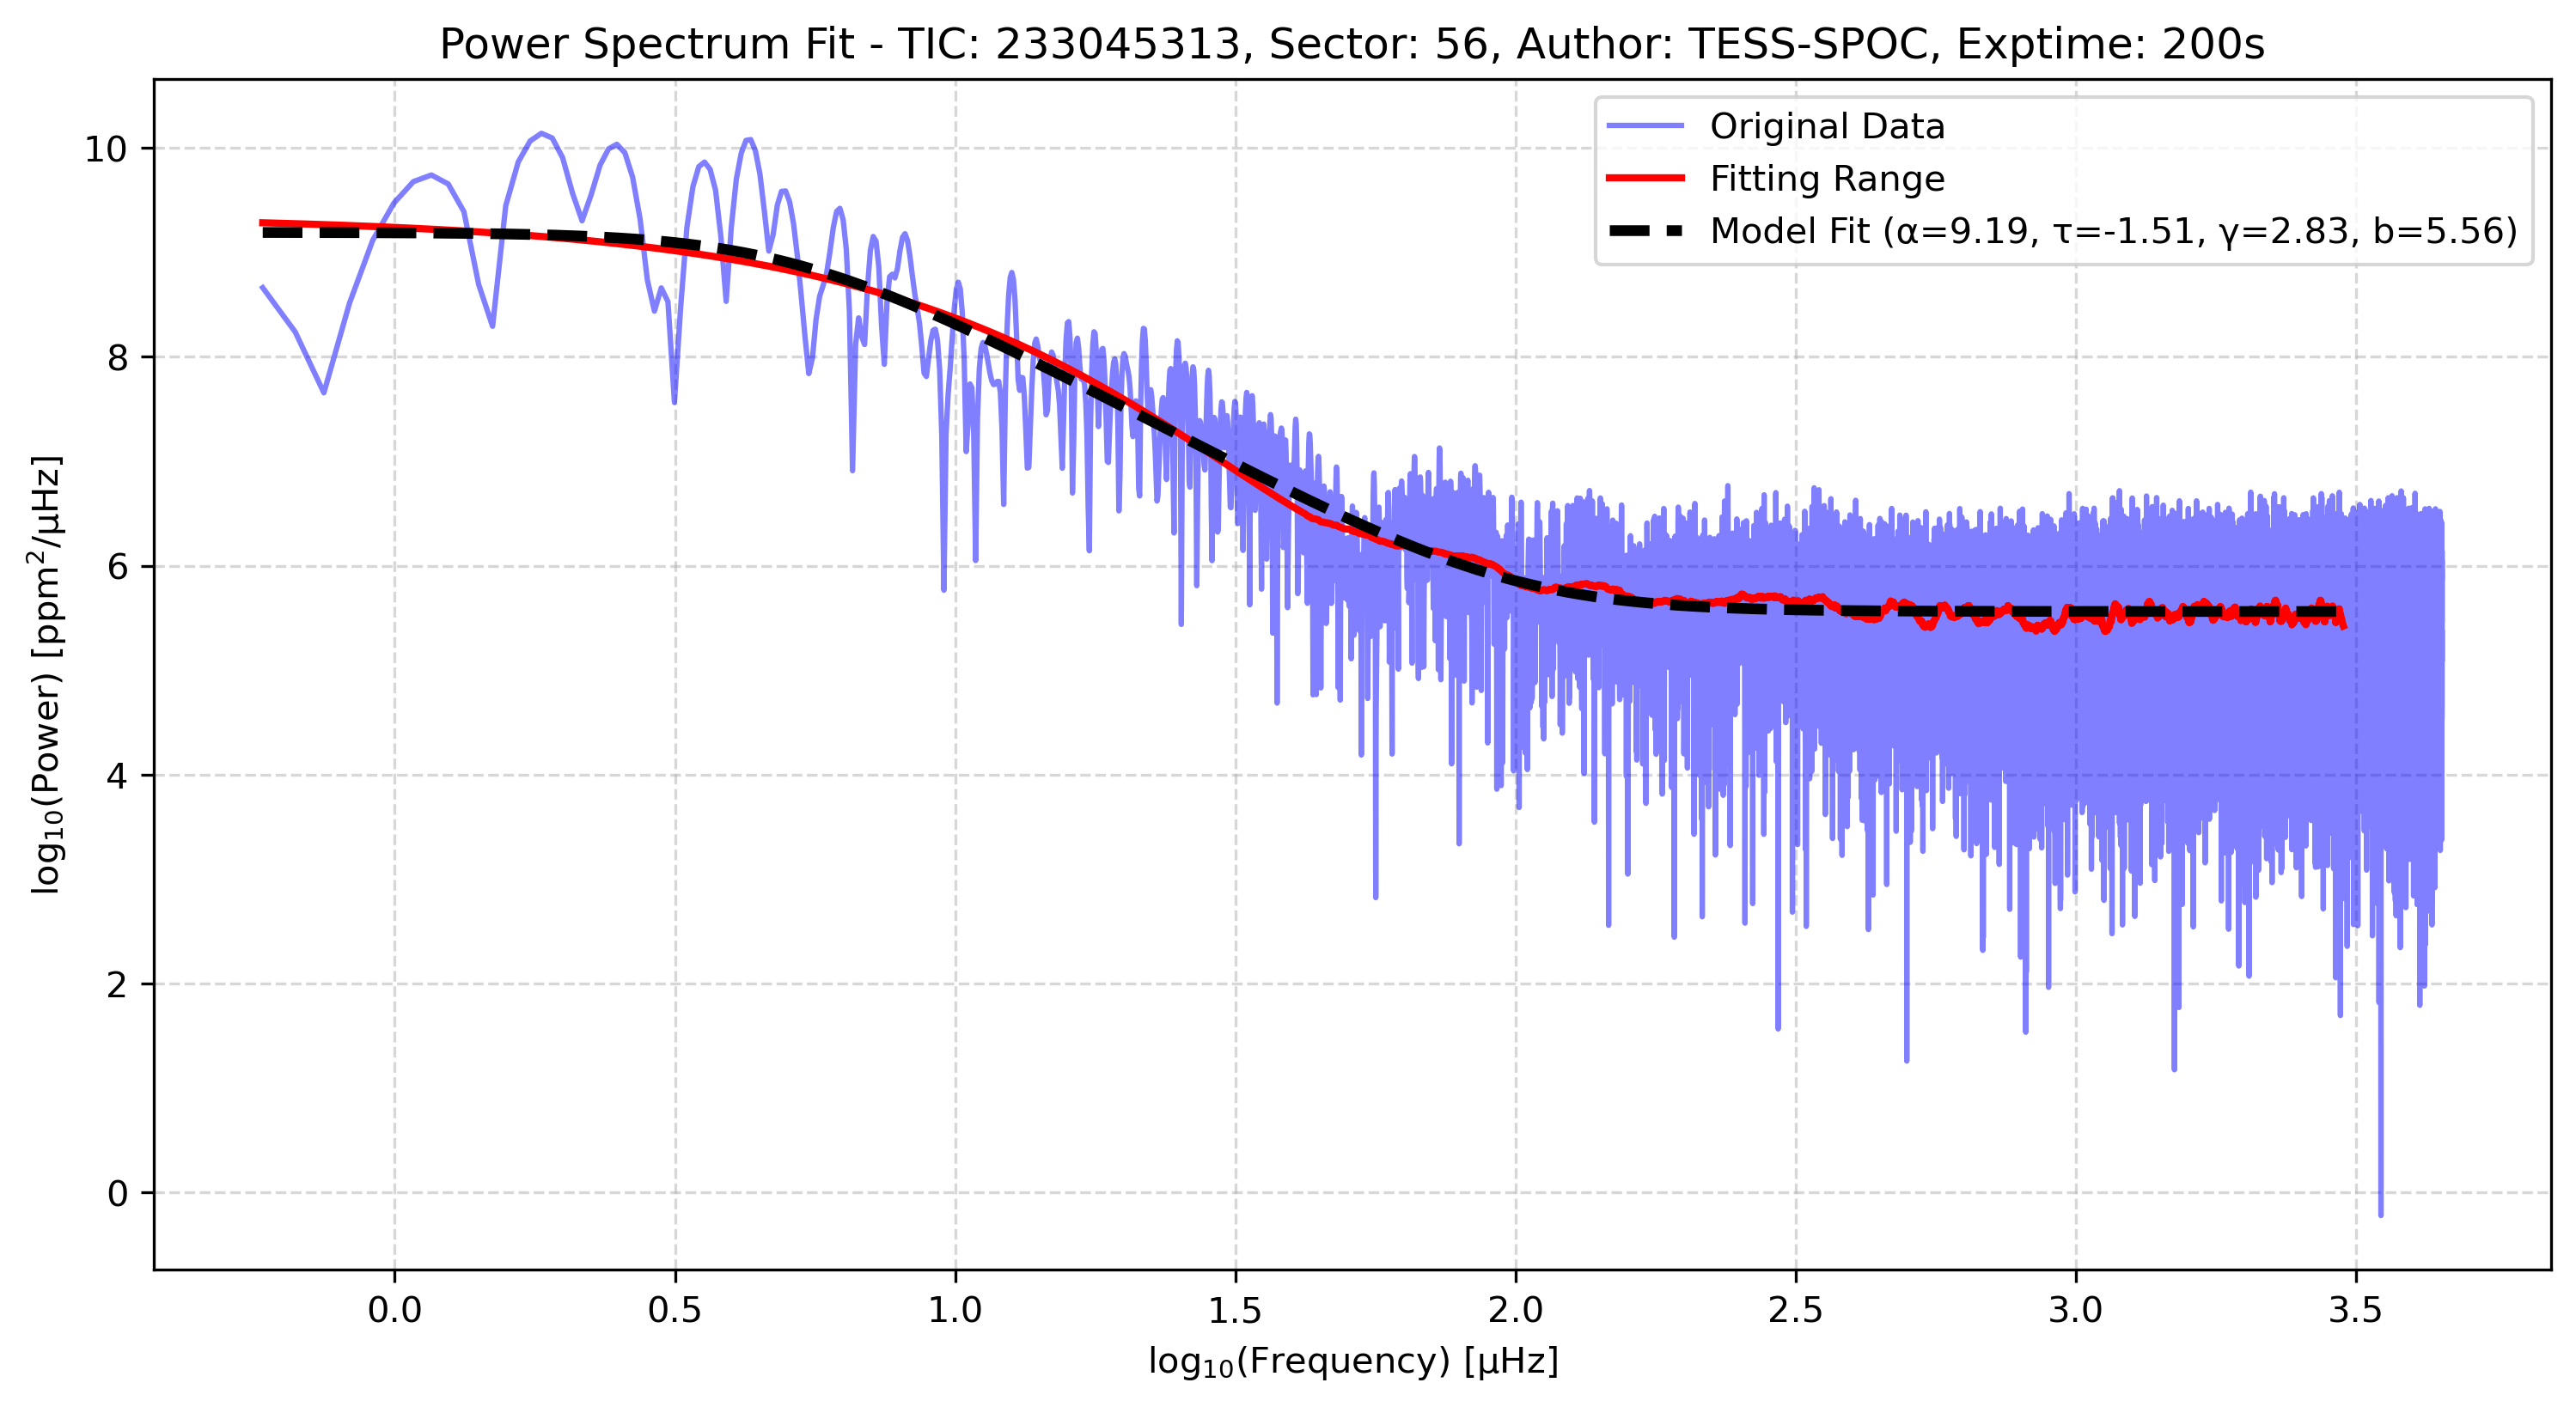 Power Spectrum Fit - TIC: 233045313, Sector: 56, Author: TESS-SPOC, Exptime: 200s
Original Data
Fitting Range
Model Fit (α=9.19, τ=-1.51, γ=2.83, b=5.56)
log₁₀(Power) [ppm²/μHz]
10
8
6
4
2
0
0.0 0.5 1.0 1.5 2.0 2.5 3.0 3.5
log₁₀(Frequency) [μHz]